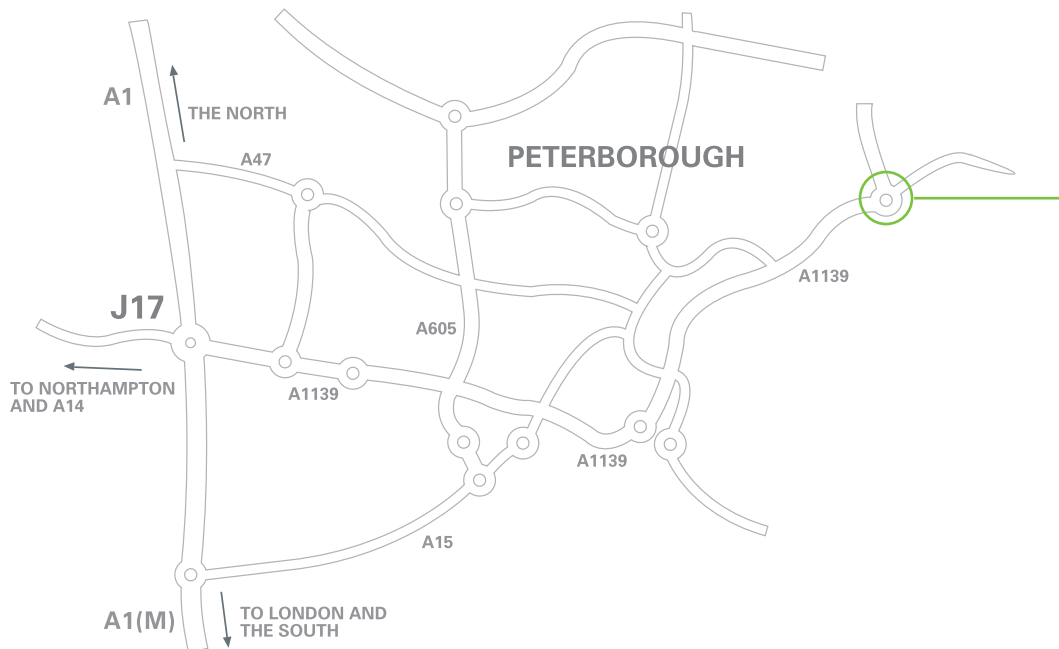 A1
THE NORTH
A47
PETERBOROUGH
A1139
J17
A605
TO NORTHAMPTON
AND A14
A1139
A1139
A15
A1(M)
TO LONDON AND
THE SOUTH